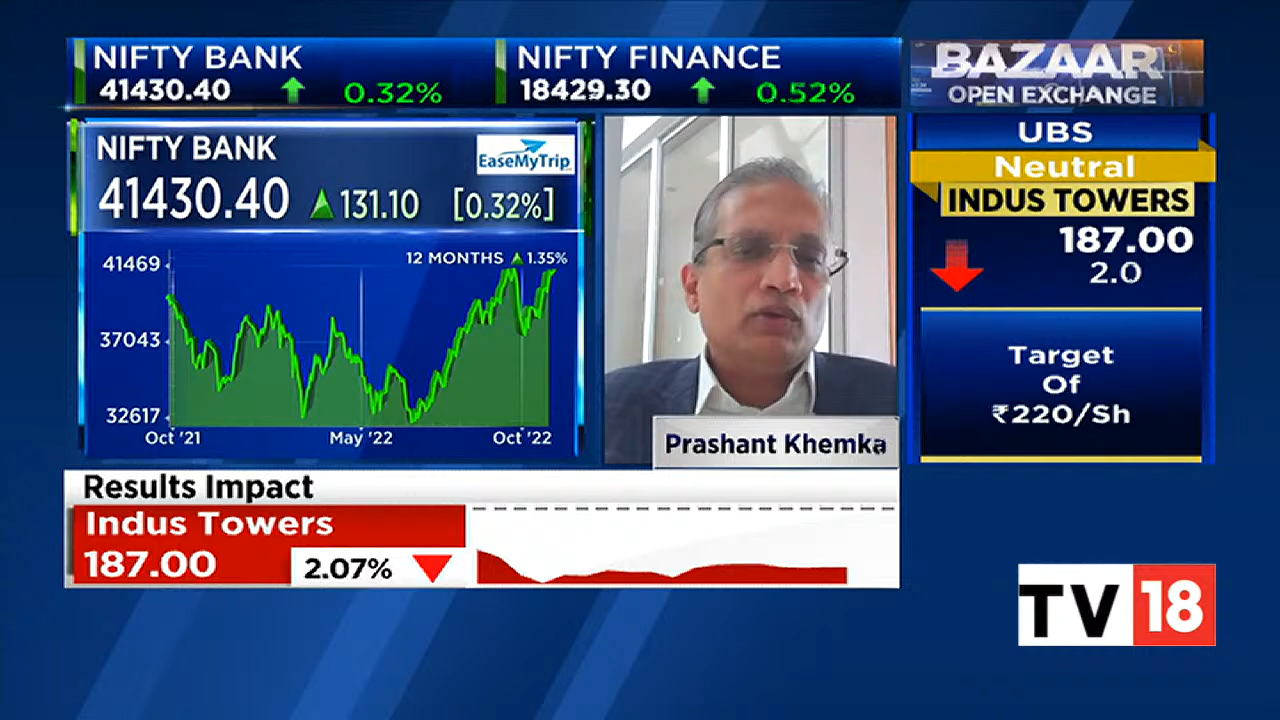 NIFTY BANK
41430.40 0.32%
NIFTY FINANCE
18429.30 0.52%
BAZAAR
OPEN EXCHANGE
NIFTY BANK
EaseMyTrip
41430.40 131.10 [0.32%]
12 MONTHS 1.35%
41469
37043
32617
Oct '21 May '22 Oct '22
Prashant Khemka
UBS
Neutral
INDUS TOWERS
187.00
2.0
Target
Of
₹220/Sh
Results Impact
Indus Towers
187.00 2.07%
TV 18